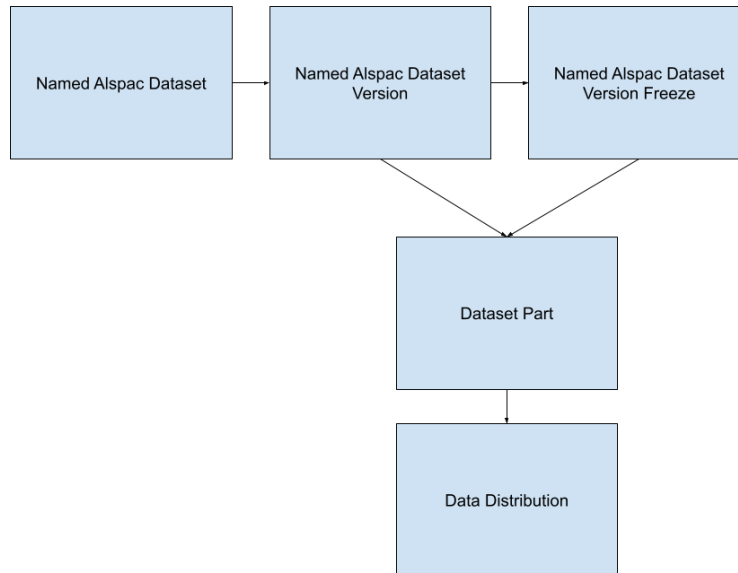 Named Alspac Dataset
Named Alspac Dataset
Version
Named Alspac Dataset
Version Freeze
Dataset Part
Data Distribution